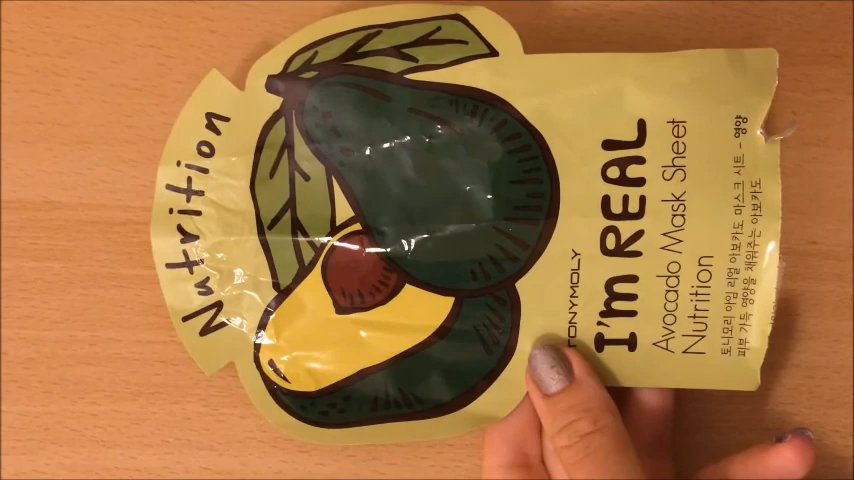 Nutrition
TONYMOLY
I'm REAL
Avocado Mask Sheet
Nutrition
토니모리 아임 리얼 아보카도 마스크 시트 - 영양
피부 가득 영양을 채워주는 아보카도